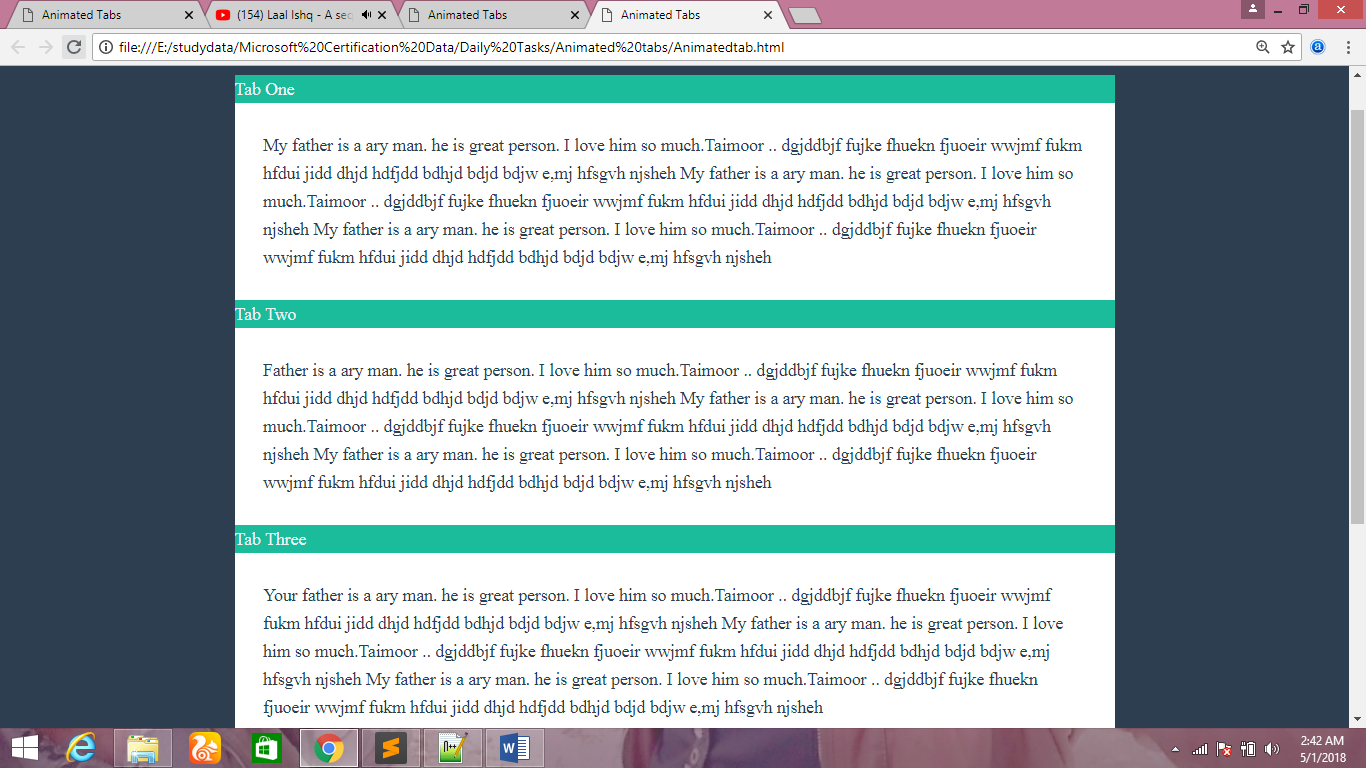 Animated Tabs
(154) Laal Ishq - A seq
Animated Tabs
Animated Tabs
file:///E:/studydata/Microsoft%20Certification%20Data/Daily%20Tasks/Animated%20tabs/Animatedtab.html
Tab One
My father is a ary man. he is great person. I love him so much.Taimoor .. dgjddbjf fujke fhuekn fjuoeir wwjmf fukm
hfdui jidd dhjd hdfjdd bdhjd bdjd bdjw e,mj hfsgvh njsheh My father is a ary man. he is great person. I love him so
much.Taimoor .. dgjddbjf fujke fhuekn fjuoeir wwjmf fukm hfdui jidd dhjd hdfjdd bdhjd bdjd bdjw e,mj hfsgvh
njsheh My father is a ary man. he is great person. I love him so much.Taimoor .. dgjddbjf fujke fhuekn fjuoeir
wwjmf fukm hfdui jidd dhjd hdfjdd bdhjd bdjd bdjw e,mj hfsgvh njsheh
Tab Two
Father is a ary man. he is great person. I love him so much.Taimoor .. dgjddbjf fujke fhuekn fjuoeir wwjmf fukm
hfdui jidd dhjd hdfjdd bdhjd bdjd bdjw e,mj hfsgvh njsheh My father is a ary man. he is great person. I love him so
much.Taimoor .. dgjddbjf fujke fhuekn fjuoeir wwjmf fukm hfdui jidd dhjd hdfjdd bdhjd bdjd bdjw e,mj hfsgvh
njsheh My father is a ary man. he is great person. I love him so much.Taimoor .. dgjddbjf fujke fhuekn fjuoeir
wwjmf fukm hfdui jidd dhjd hdfjdd bdhjd bdjd bdjw e,mj hfsgvh njsheh
Tab Three
Your father is a ary man. he is great person. I love him so much.Taimoor .. dgjddbjf fujke fhuekn fjuoeir wwjmf
fukm hfdui jidd dhjd hdfjdd bdhjd bdjd bdjw e,mj hfsgvh njsheh My father is a ary man. he is great person. I love
him so much.Taimoor .. dgjddbjf fujke fhuekn fjuoeir wwjmf fukm hfdui jidd dhjd hdfjdd bdhjd bdjd bdjw e,mj
hfsgvh njsheh My father is a ary man. he is great person. I love him so much.Taimoor .. dgjddbjf fujke fhuekn
fjuoeir wwjmf fukm hfdui jidd dhjd hdfjdd bdhjd bdjd bdjw e,mj hfsgvh njsheh
2:42 AM
5/1/2018